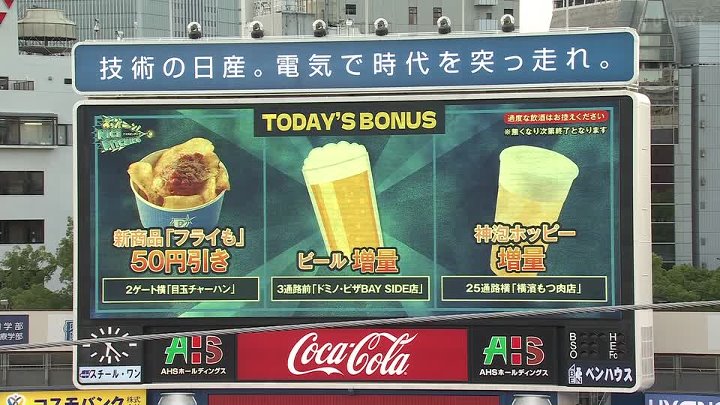 技術の日産。電気で時代を突っ走れ。
TODAY'S BONUS
過度な飲酒はお控えください
※無くなり次第終了となります
新商品「フライも」
50円引き
2ゲート横「目玉チャーハン」
ビール 増量
3通路前「ドミノ・ピザBAY SIDE店」
神泡ホッピー
増量
25通路横「横濱もつ肉店」
スチール・ワン
AHS
AHSホールディングス
Coca-Cola
AHS
AHSホールディングス
B H
S E
O Fc
ペンハウス
コスモバンク